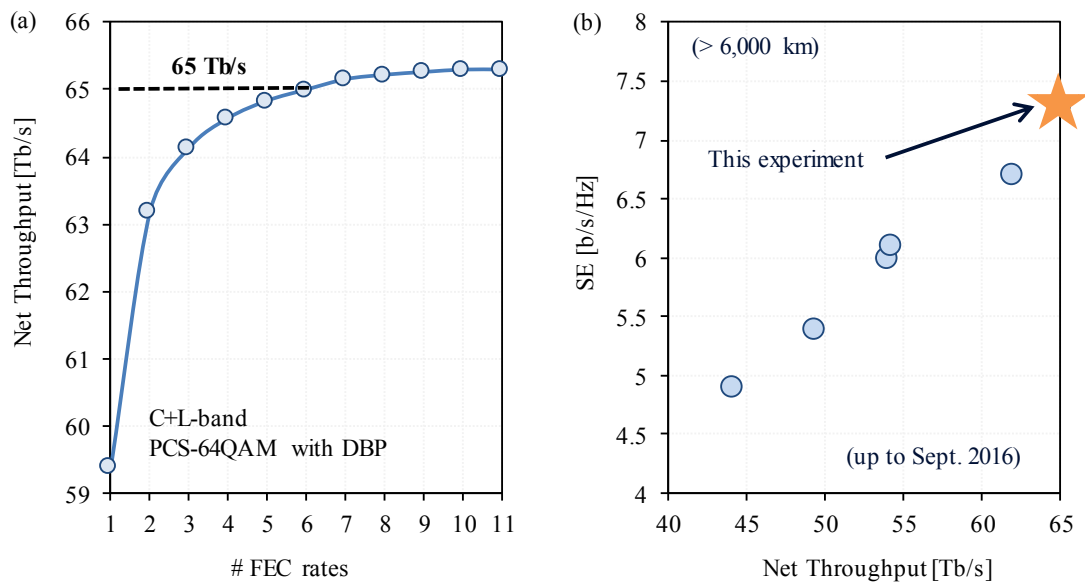 (a)
66
65
64
63
62
61
60
59
Net Throughput [Tb/s]
65 Tb/s
C+L-band
PCS-64QAM with DBP
1 2 3 4 5 6 7 8 9 10 11
# FEC rates
(b)
8
7.5
7
6.5
6
5.5
5
4.5
4
SE [b/s/Hz]
(> 6,000 km)
This experiment
(up to Sept. 2016)
40 45 50 55 60 65
Net Throughput [Tb/s]